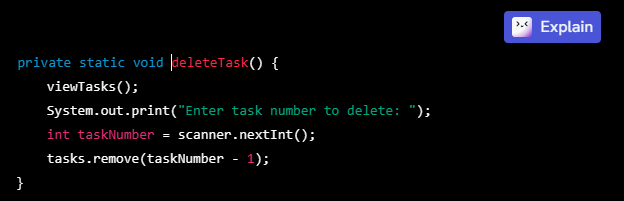 Explain
private static void deleteTask() {
viewTasks();
System.out.print("Enter task number to delete: ");
int taskNumber = scanner.nextInt();
tasks.remove(taskNumber - 1);
}